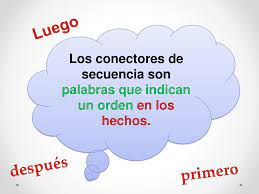 Luego
Los conectores de
secuencia son
palabras que indican
un orden en los
hechos.
después
primero